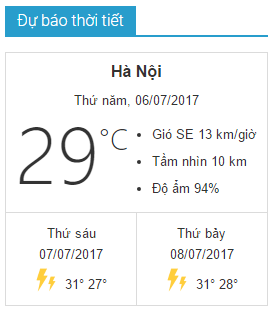 Dự báo thời tiết
Hà Nội
Thứ năm, 06/07/2017
29°C
Gió SE 13 km/giờ
Tầm nhìn 10 km
Độ ẩm 94%
Thứ sáu
07/07/2017
31° 27°
Thứ bảy
08/07/2017
31° 28°